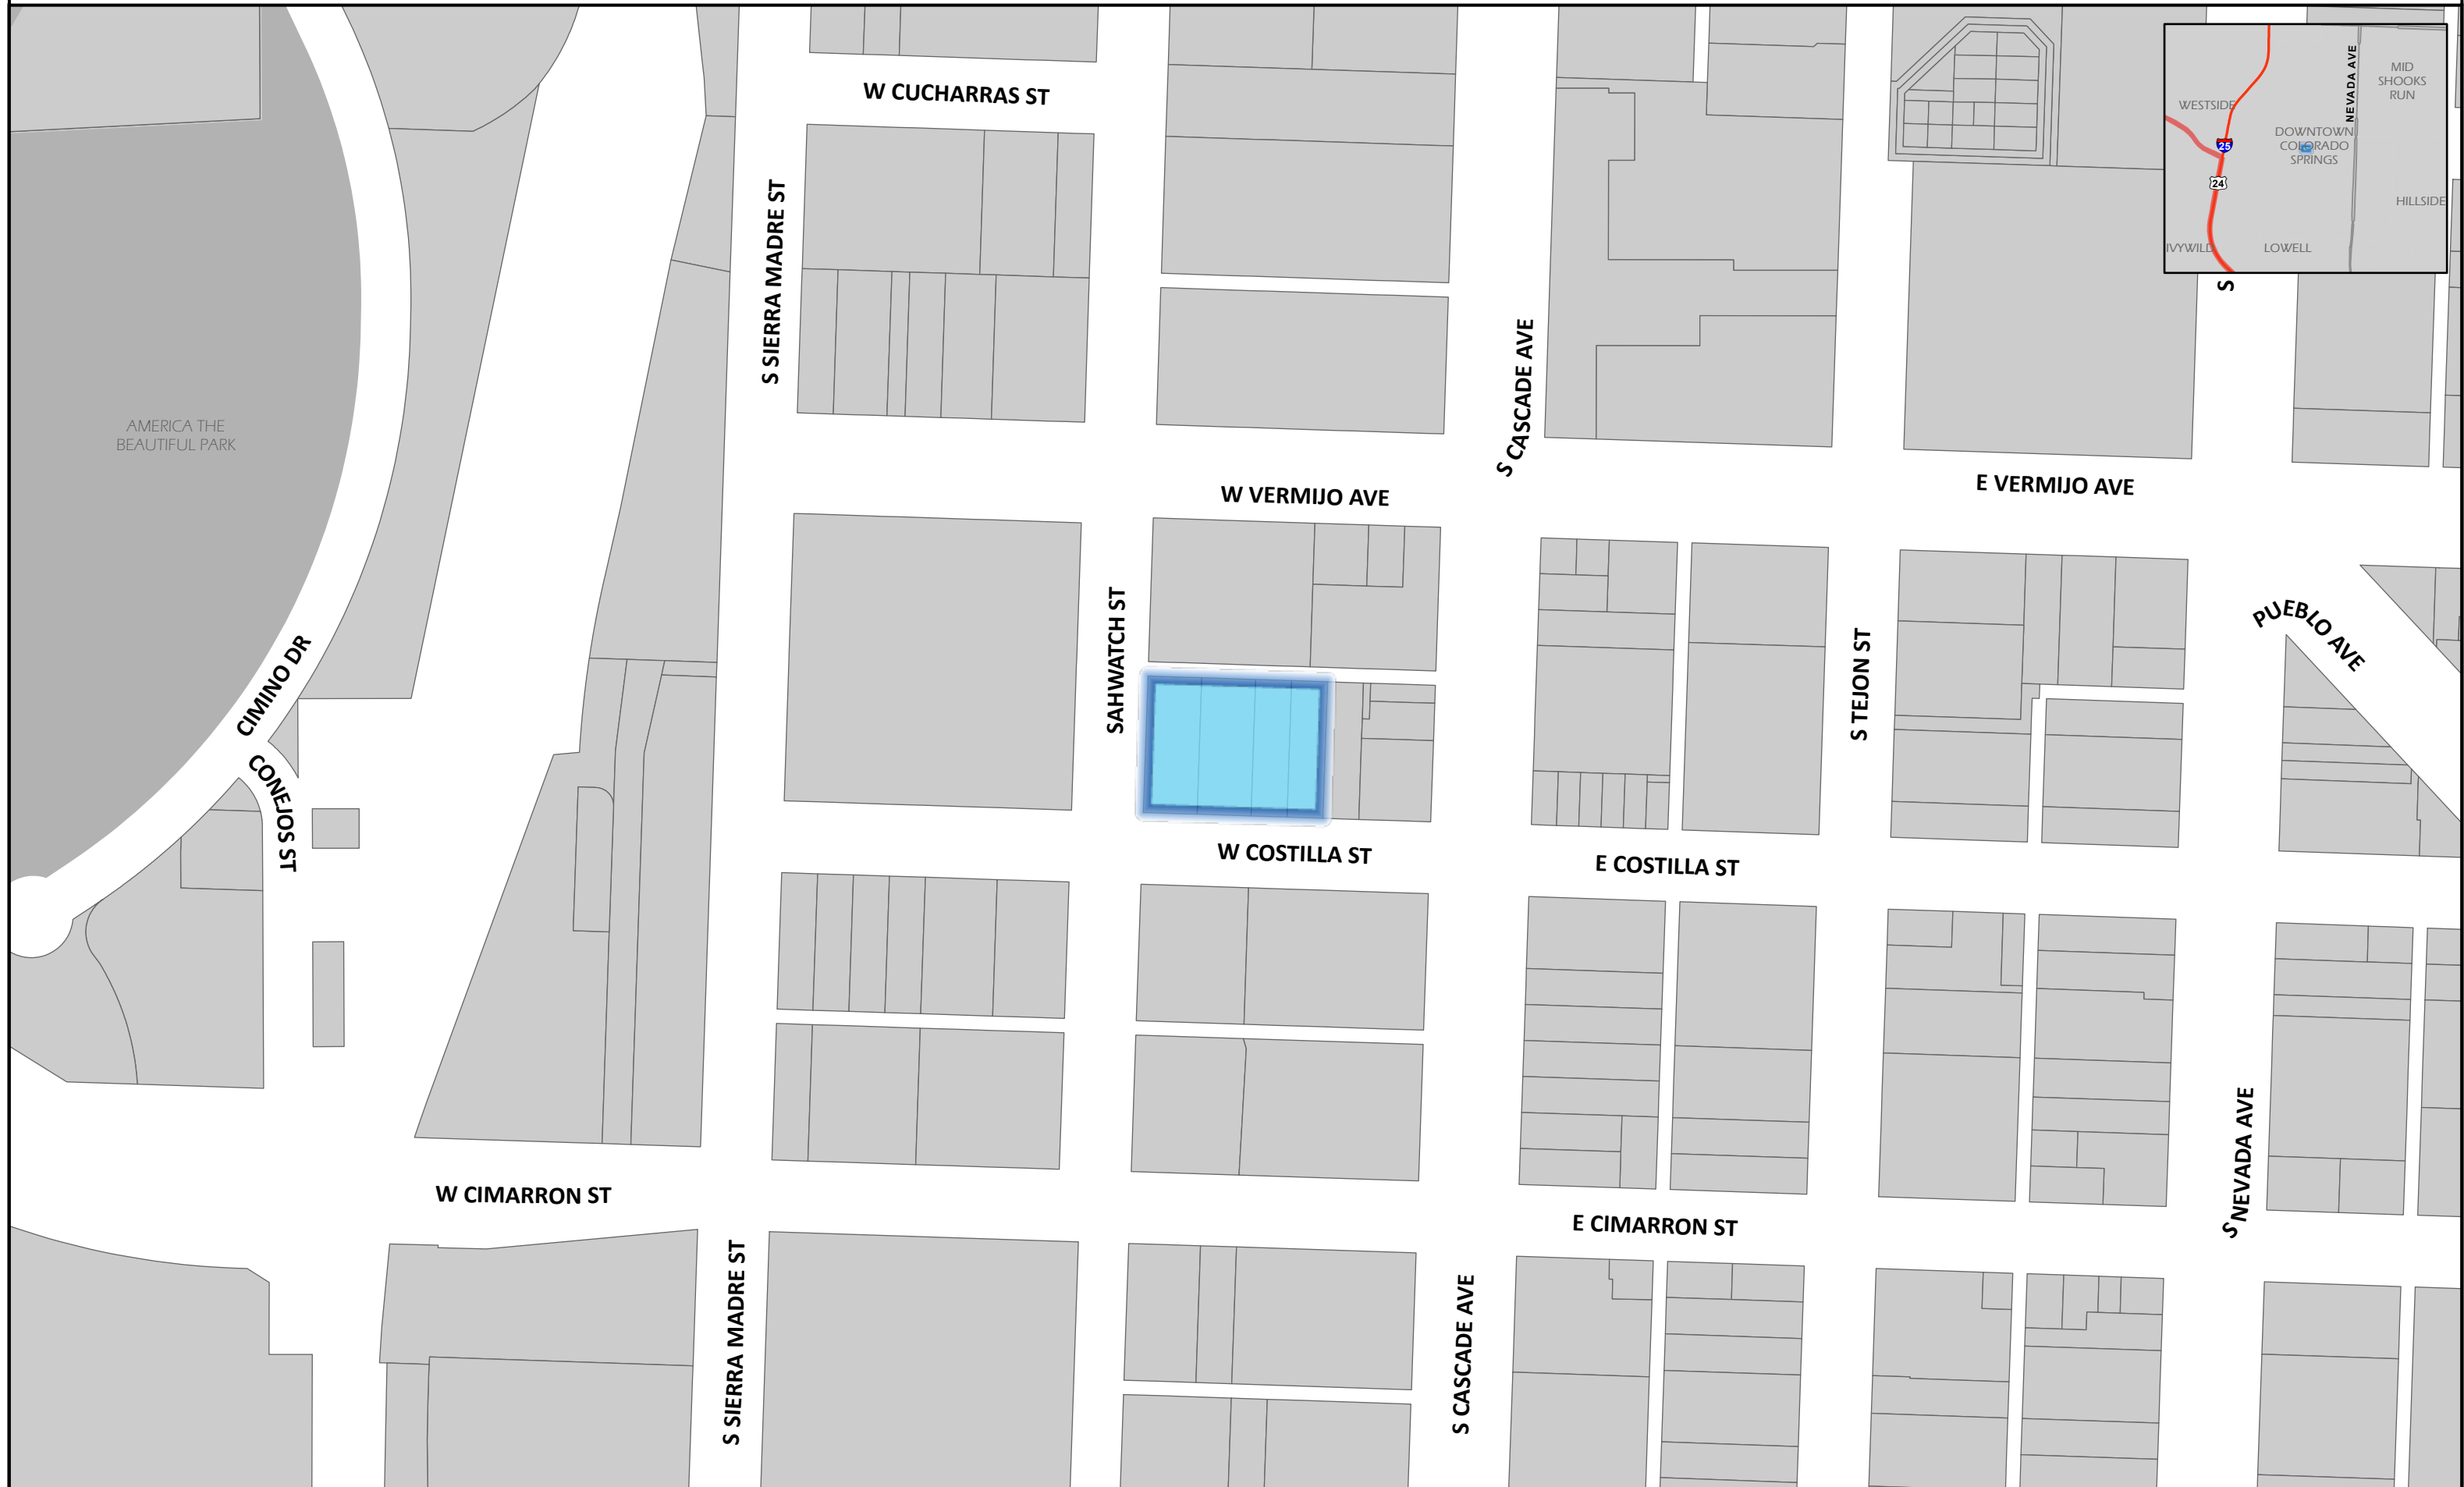 W CUCHARRAS ST
S SIERRA MADRE ST
S CASCADE AVE
AMERICA THE
BEAUTIFUL PARK
W VERMIJO AVE
E VERMIJO AVE
SAHWATCH ST
S TEJON ST
PUEBLO AVE
CIMINO DR
CONEJOS ST
W COSTILLA ST
E COSTILLA ST
W CIMARRON ST
E CIMARRON ST
S NEVADA AVE
S SIERRA MADRE ST
S CASCADE AVE
S
NEVADA AVE
MID
SHOOKS
RUN
WESTSIDE
DOWNTOWN
COLORADO
SPRINGS
25
24
HILLSIDE
IVYWILD
LOWELL